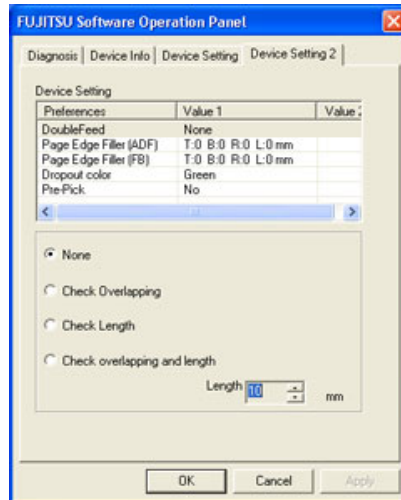 FUJITSU Software Operation Panel
Diagnosis Device Info Device Setting Device Setting 2
Device Setting
Preferences Value 1 Value 2
DoubleFeed None
Page Edge Filler (ADF) T:0 B:0 R:0 L:0 mm
Page Edge Filler (FB) T:0 B:0 R:0 L:0 mm
Dropout color Green
Pre-Pick No
None
Check Overlapping
Check Length
Check overlapping and length
Length 10 mm
OK Cancel Apply